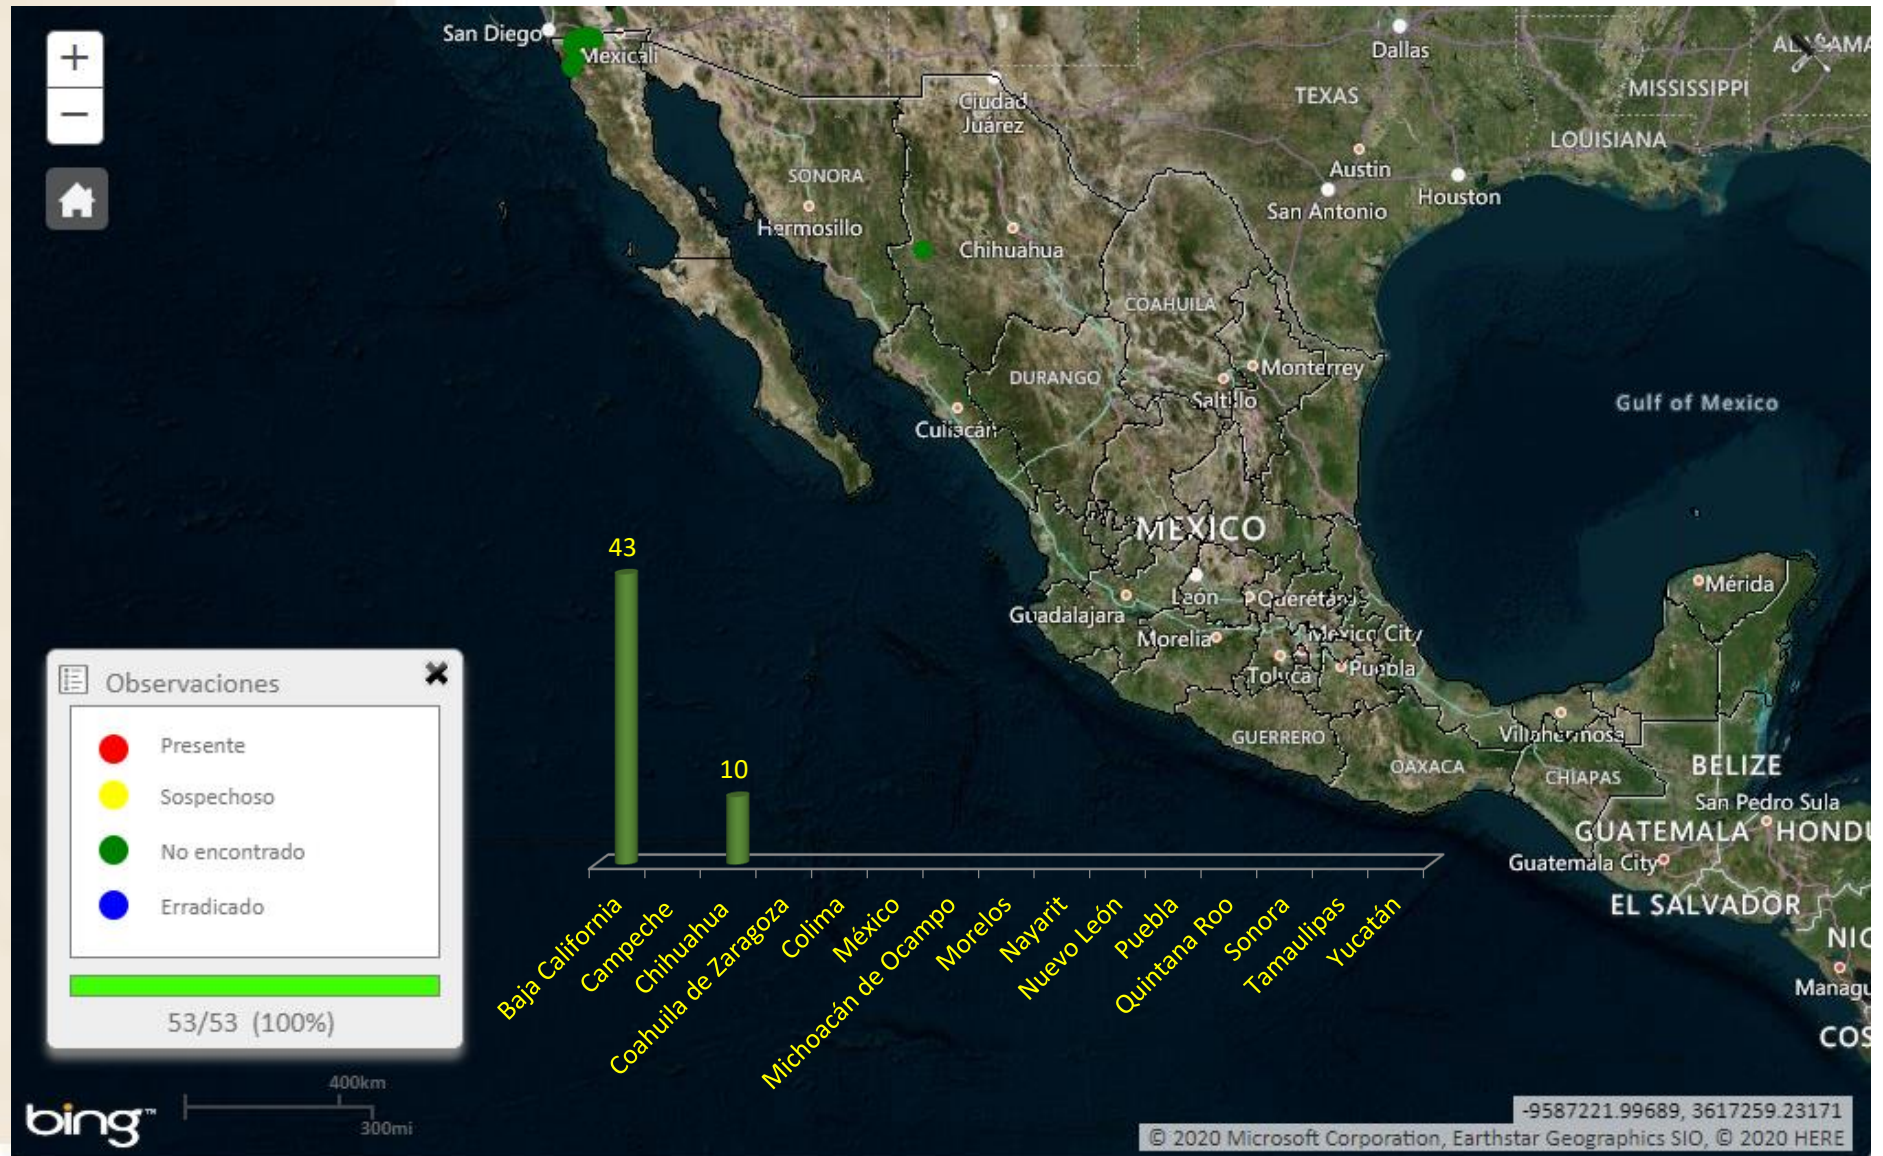 +
−
San Diego
Mexicali
Dallas
ALABAMA
TEXAS
MISSISSIPPI
Ciudad
Juárez
LOUISIANA
Austin
SONORA
Houston
San Antonio
Hermosillo
Chihuahua
COAHUILA
DURANGO
Monterrey
Saltillo
Gulf of Mexico
Culiacán
MEXICO
43
Mérida
León
Querétaro
Guadalajara
Morelia
Mexico City
Toluca
Puebla
Villahermosa
GUERRERO
OAXACA
CHIAPAS
BELIZE
10
San Pedro Sula
GUATEMALA
HONDU
Guatemala City
EL SALVADOR
NIC
Managu
COS
Observaciones
Presente
Sospechoso
No encontrado
Erradicado
53/53 (100%)
Baja California
Campeche
Chihuahua
Coahuila de Zaragoza
Colima
México
Michoacán de Ocampo
Morelos
Nayarit
Nuevo León
Puebla
Quintana Roo
Sonora
Tamaulipas
Yucatán
400km
300mi
bing™
-9587221.99689, 3617259.23171
© 2020 Microsoft Corporation, Earthstar Geographics SIO, © 2020 HERE